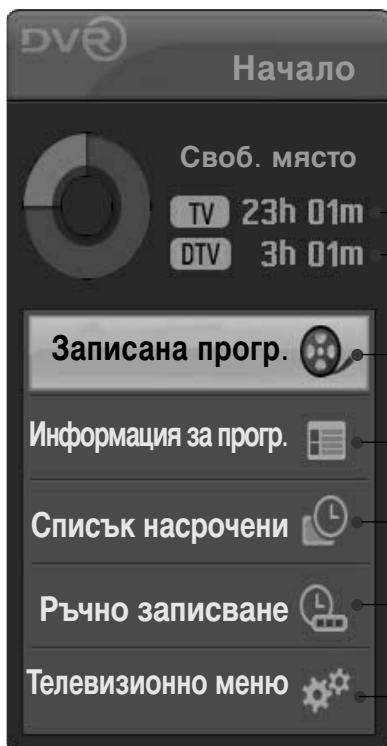 DVR
Начало
Своб. място
TV 23h 01m
DTV 3h 01m
Записана прогр.
Информация за прогр.
Списък насрочени
Ръчно записване
Телевизионно меню